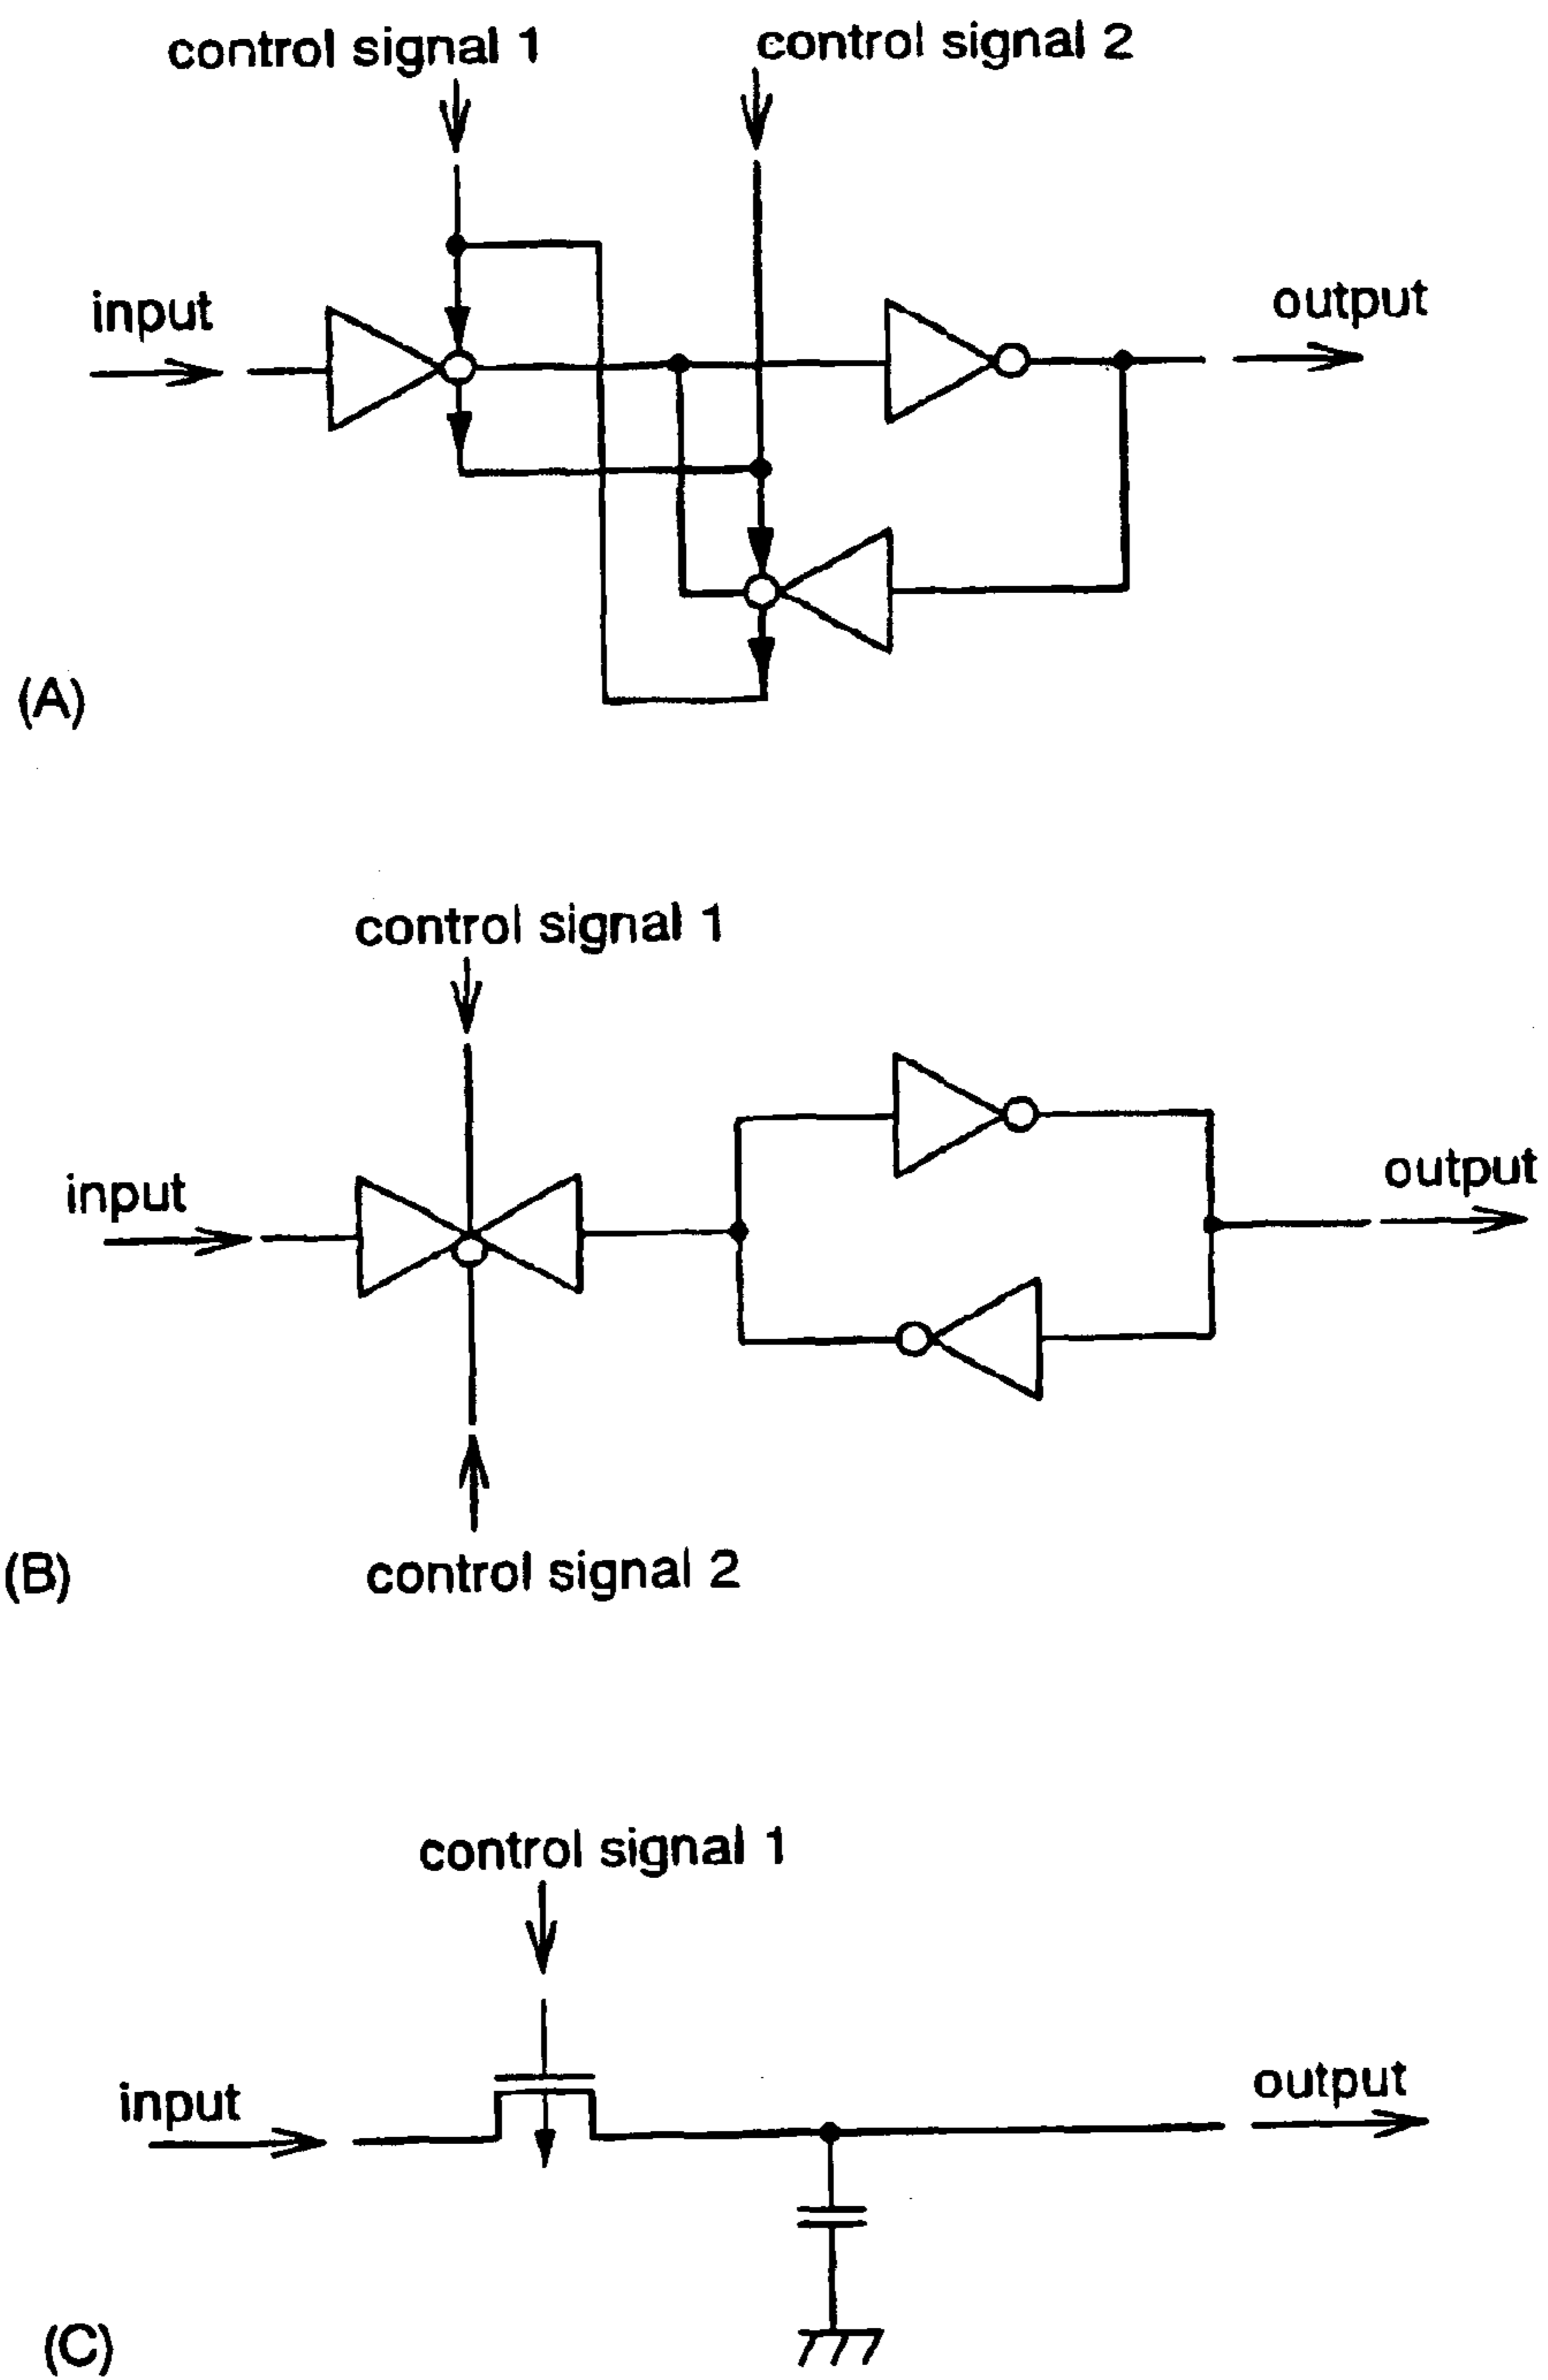 control signal 1
control signal 2
input
output
(A)
control signal 1
input
output
control signal 2
(B)
control signal 1
input
output
(C)